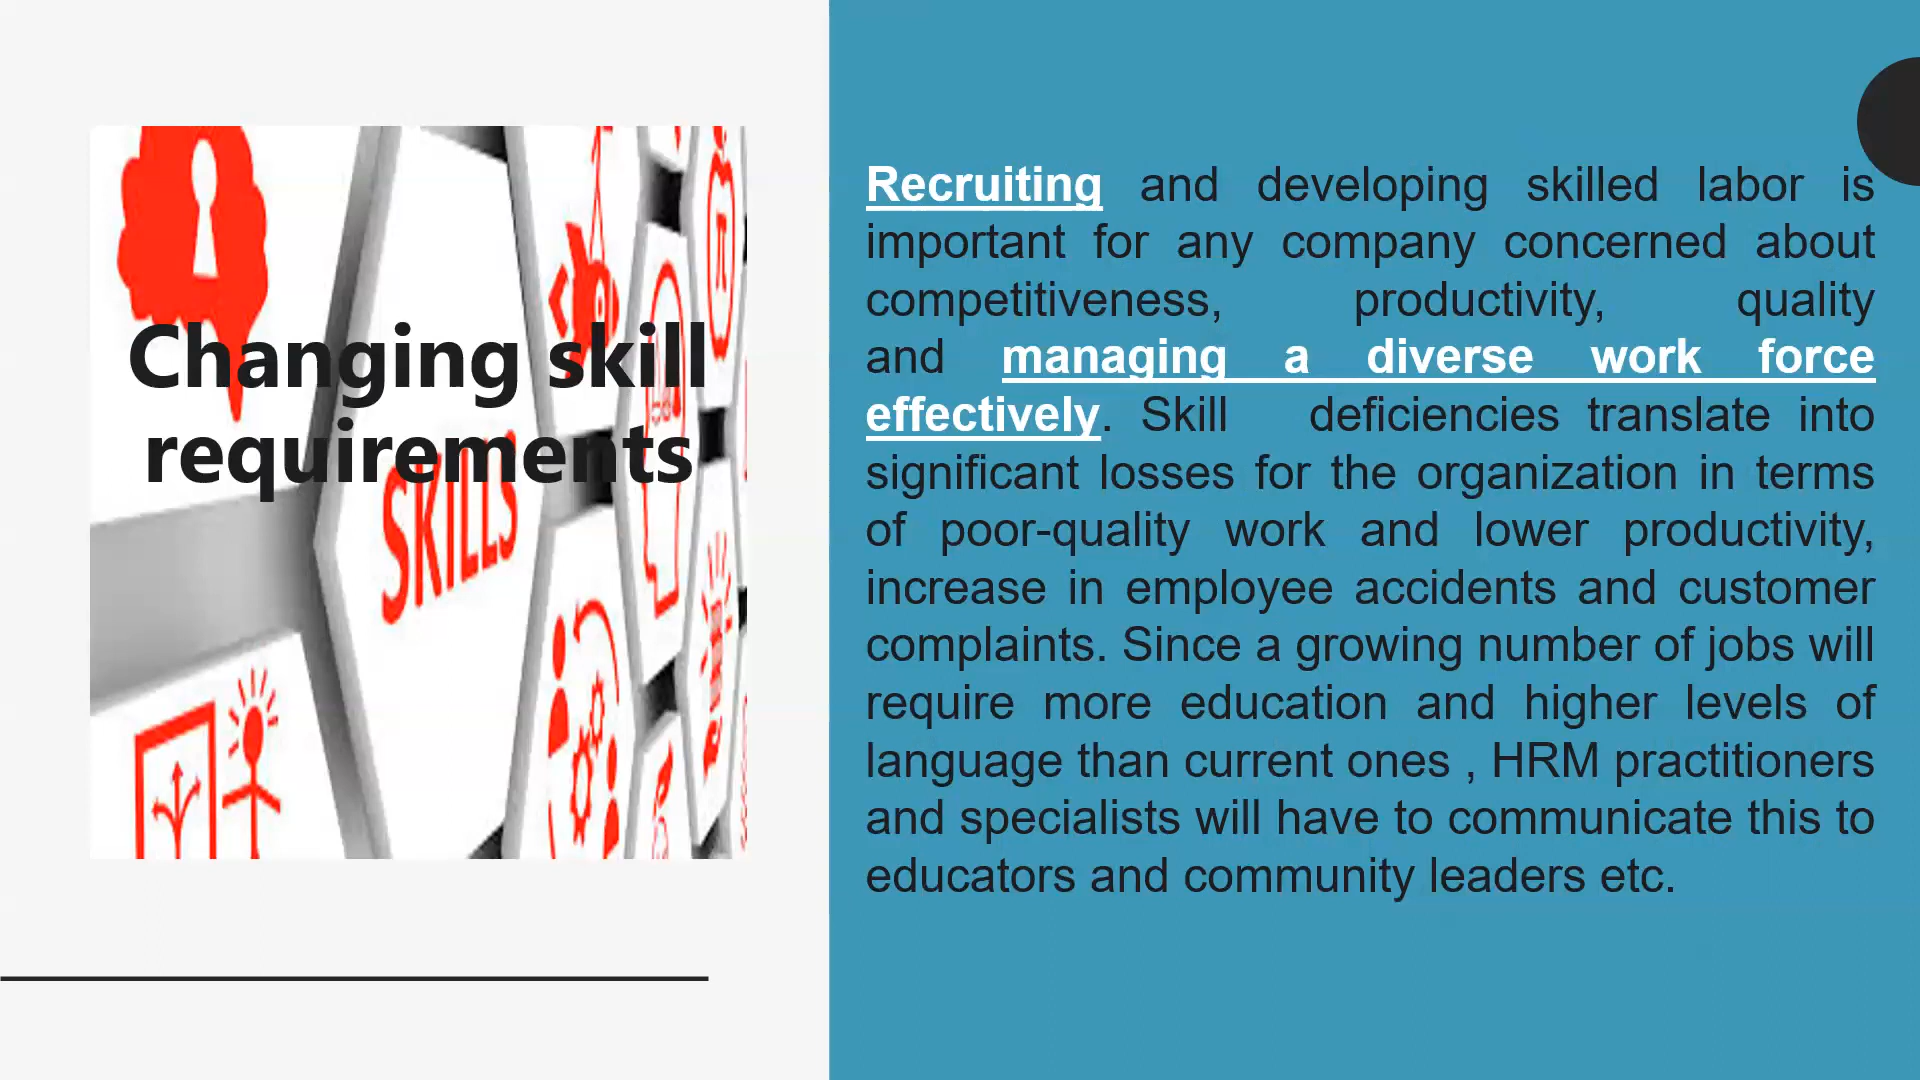 Changing skill
requirements
SKILLS
π
Recruiting and developing skilled labor is
important for any company concerned about
competitiveness, productivity, quality
and managing a diverse work force
effectively. Skill deficiencies translate into
significant losses for the organization in terms
of poor-quality work and lower productivity,
increase in employee accidents and customer
complaints. Since a growing number of jobs will
require more education and higher levels of
language than current ones , HRM practitioners
and specialists will have to communicate this to
educators and community leaders etc.